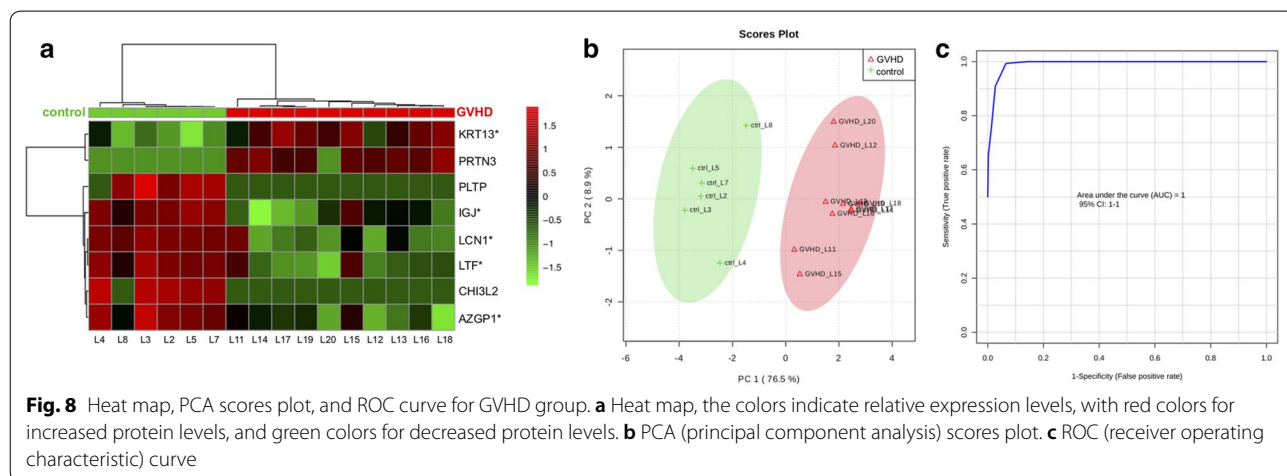 a
control
GVHD
KRT13*
PRTN3
PLTP
IGJ*
LCN1*
LTF*
CHI3L2
AZGP1*
L4 L8 L3 L2 L5 L7 L11 L14 L17 L19 L20 L15 L12 L13 L16 L18
1.5
1
0.5
0
-0.5
-1
-1.5
b
Scores Plot
GVHD
control
PC 2 ( 8.9 %)
2
1
0
-1
-2
ctrl_L8
ctrl_L5
ctrl_L7
ctrl_L2
ctrl_L3
ctrl_L4
GVHD_L20
GVHD_L12
GVHD_L11
GVHD_L15
-6 -4 -2 0 2 4
PC 1 ( 76.5 %)
c
Sensitivity (True positive rate)
1.0
0.8
0.6
0.4
0.2
0.0
Area under the curve (AUC) = 1
95% CI: 1-1
0.0 0.2 0.4 0.6 0.8 1.0
1-Specificity (False positive rate)
Fig. 8 Heat map, PCA scores plot, and ROC curve for GVHD group. a Heat map, the colors indicate relative expression levels, with red colors for
increased protein levels, and green colors for decreased protein levels. b PCA (principal component analysis) scores plot. c ROC (receiver operating
characteristic) curve